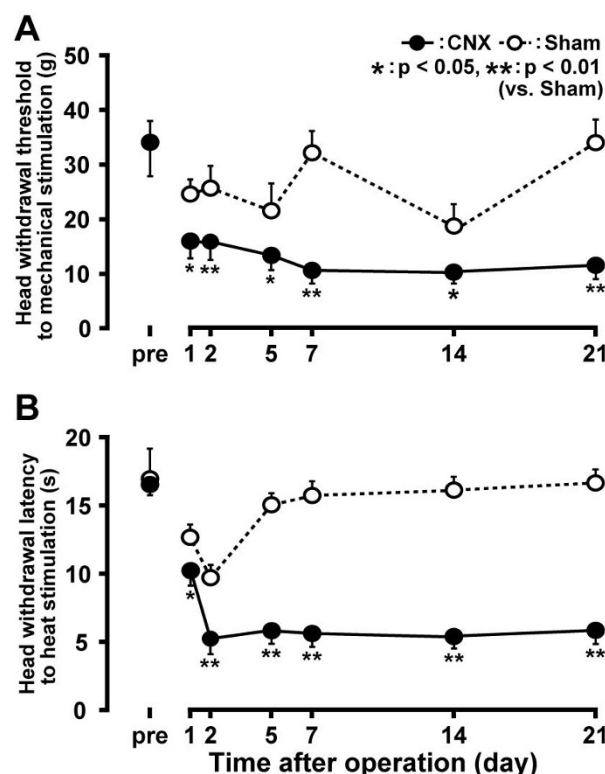 A
●:CNX ○:Sham
*:p < 0.05, **:p < 0.01
(vs. Sham)
Head withdrawal threshold
to mechanical stimulation (g)
60
50
40
30
20
10
0
* ** * ** * **
pre 1 2 5 7 14 21
B
Head withdrawal latency
to heat stimulation (s)
20
15
10
5
0
* ** ** ** ** **
pre 1 2 5 7 14 21
Time after operation (day)